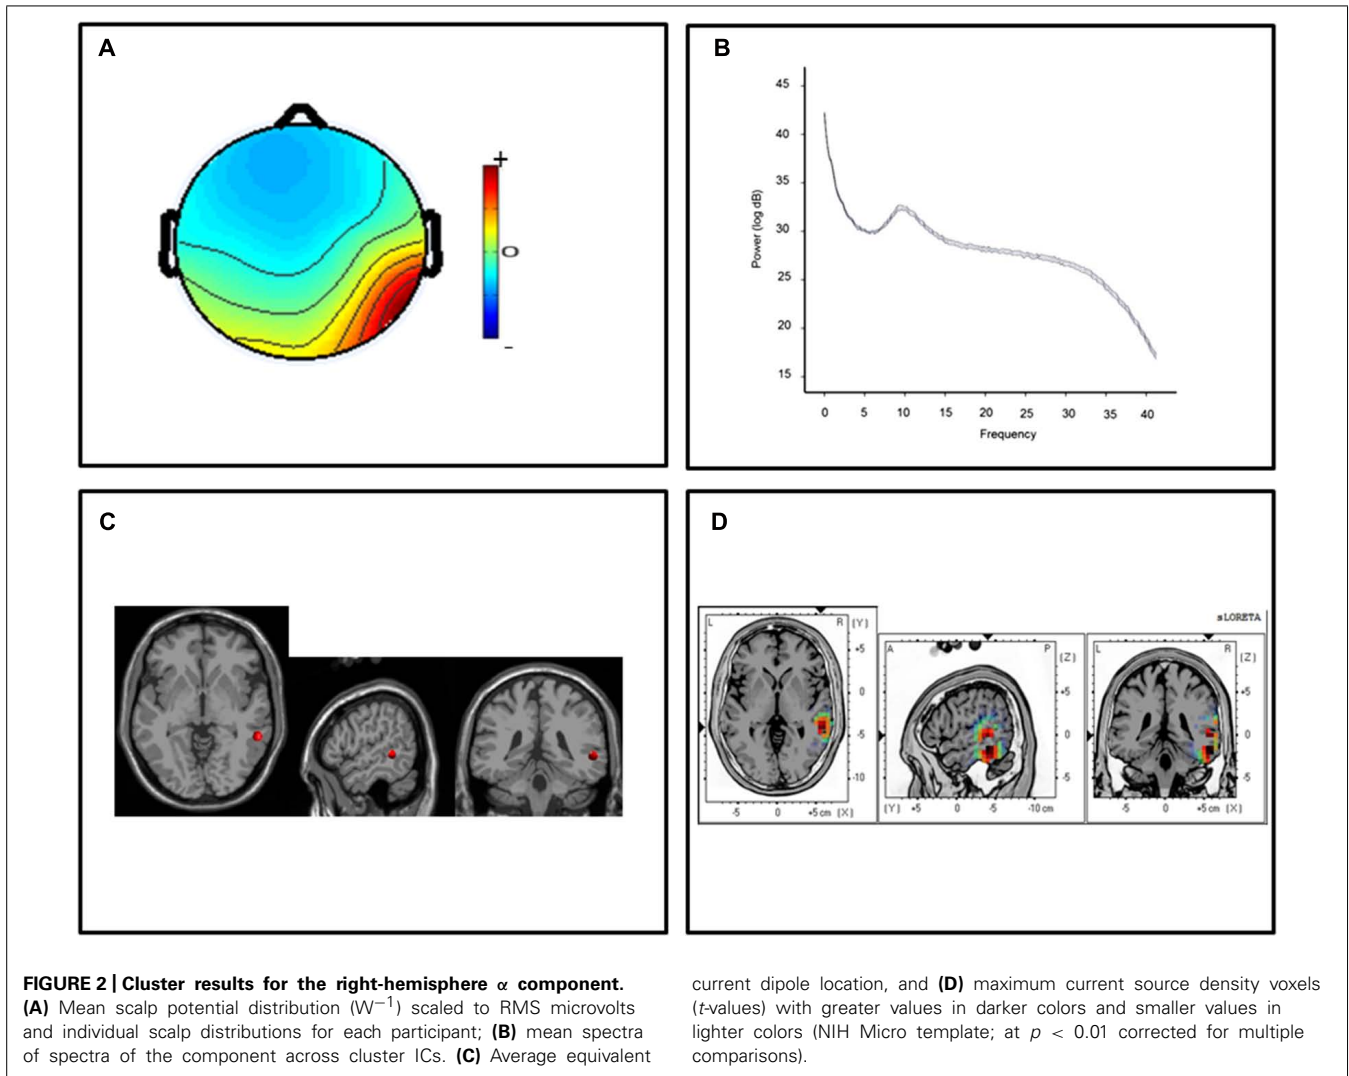 A
+
0
-
B
45
40
35
30
25
20
15
Power (log dB)
0 5 10 15 20 25 30 35 40
Frequency
C
D
sLORETA
L R (Y)
+5
0
-5
-10
-5 0 +5 cm (X)
A P (Z)
+5
0
-5
(Y) +5 0 -5 -10 cm
L R (Z)
+5
0
-5
-5 0 +5 cm (X)
FIGURE 2 | Cluster results for the right-hemisphere α component.
(A) Mean scalp potential distribution (W⁻¹) scaled to RMS microvolts
and individual scalp distributions for each participant; (B) mean spectra
of spectra of the component across cluster ICs. (C) Average equivalent
current dipole location, and (D) maximum current source density voxels
(t-values) with greater values in darker colors and smaller values in
lighter colors (NIH Micro template; at p < 0.01 corrected for multiple
comparisons).